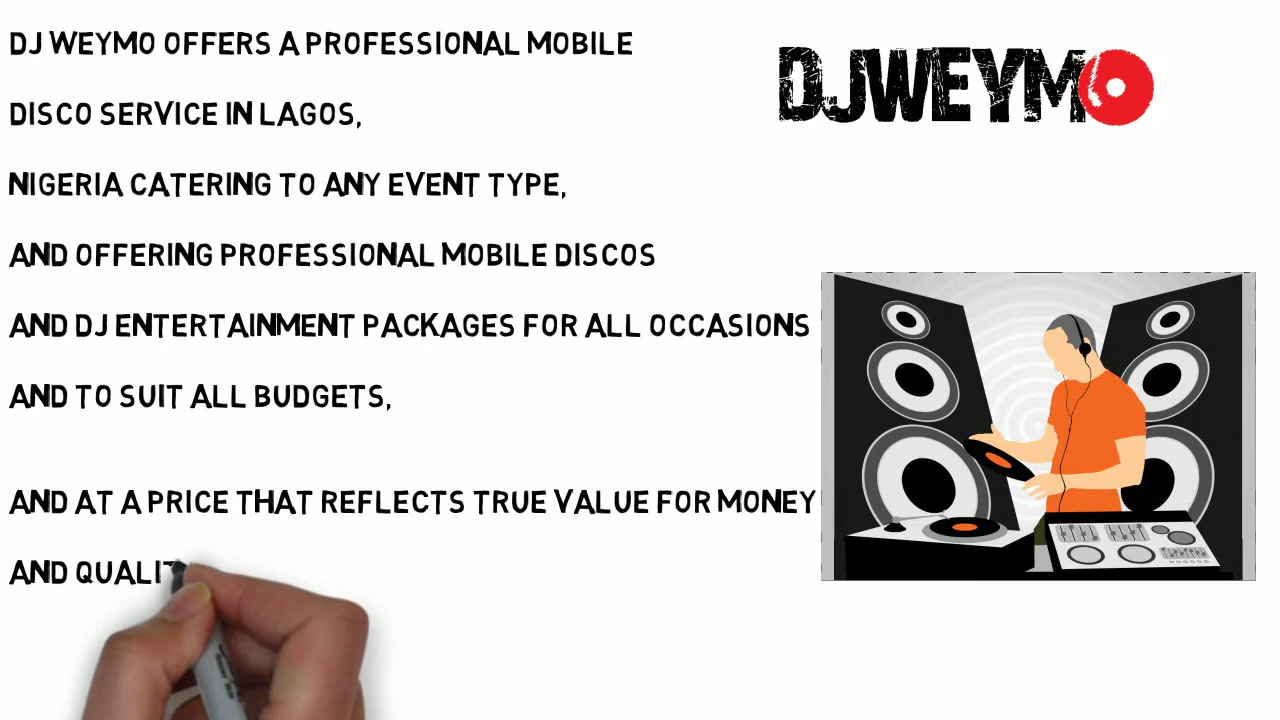 DJ WEYMO OFFERS A PROFESSIONAL MOBILE
DISCO SERVICE IN LAGOS,
NIGERIA CATERING TO ANY EVENT TYPE,
AND OFFERING PROFESSIONAL MOBILE DISCOS
AND DJ ENTERTAINMENT PACKAGES FOR ALL OCCASIONS
AND TO SUIT ALL BUDGETS,
AND AT A PRICE THAT REFLECTS TRUE VALUE FOR MONEY
AND QUALIT
DJWEYMO